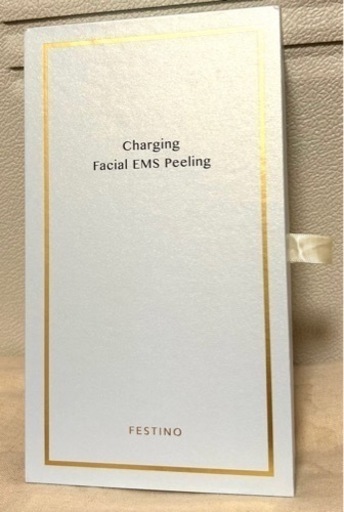 Charging
Facial EMS Peeling
FESTINO